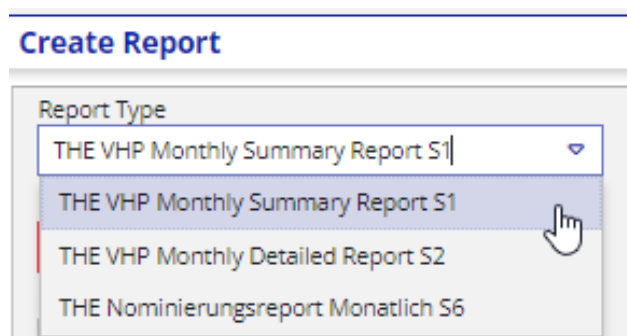 Create Report
Report Type
THE VHP Monthly Summary Report S1
THE VHP Monthly Summary Report S1
THE VHP Monthly Detailed Report S2
THE Nominierungsreport Monatlich S6